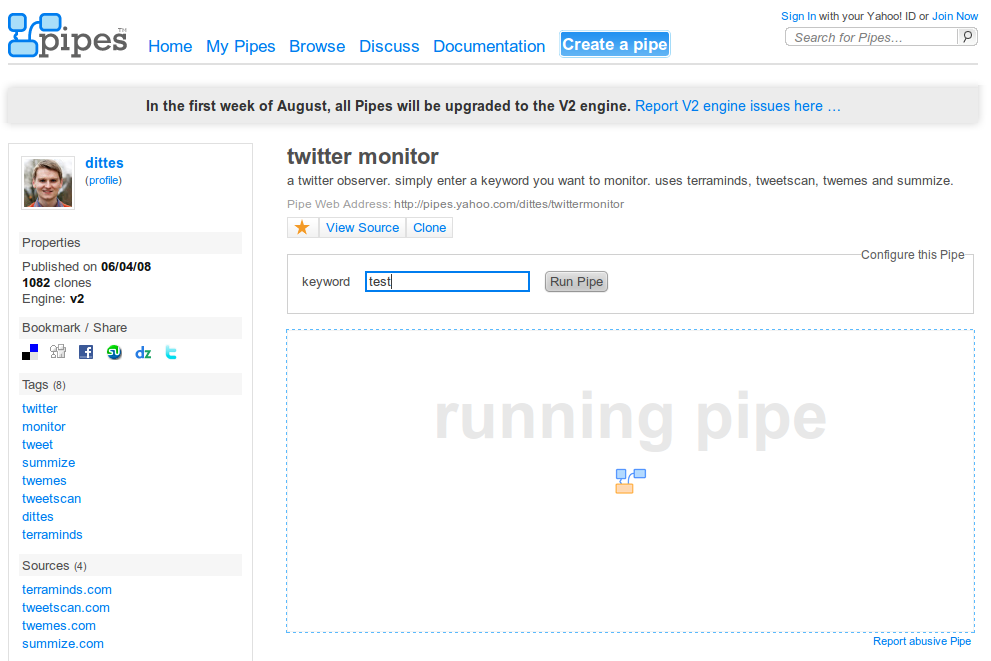 Sign In with your Yahoo! ID or Join Now
pipes™
Home My Pipes Browse Discuss Documentation Create a pipe
Search for Pipes...
In the first week of August, all Pipes will be upgraded to the V2 engine. Report V2 engine issues here …
dittes
(profile)
Properties
Published on 06/04/08
1082 clones
Engine: v2
Bookmark / Share
su dz t
Tags (8)
twitter
monitor
tweet
summize
twemes
tweetscan
dittes
terraminds
Sources (4)
terraminds.com
tweetscan.com
twemes.com
summize.com
twitter monitor
a twitter observer. simply enter a keyword you want to monitor. uses terraminds, tweetscan, twemes and summize.
Pipe Web Address: http://pipes.yahoo.com/dittes/twittermonitor
View Source Clone
Configure this Pipe
keyword test Run Pipe
running pipe
Report abusive Pipe